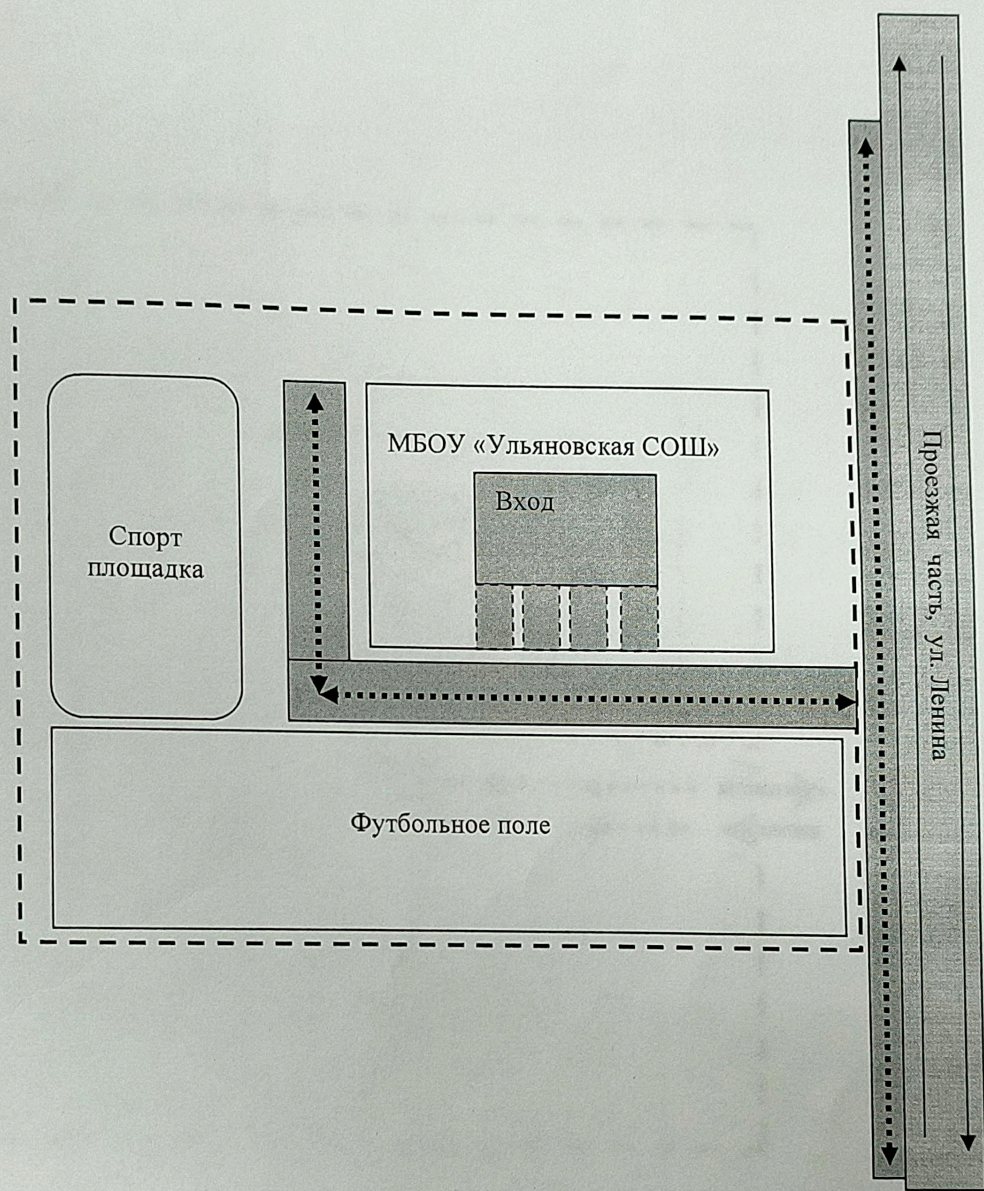 МБОУ «Ульяновская СОШ»
Вход
Спорт
площадка
Футбольное поле
Проезжая часть, ул. Ленина